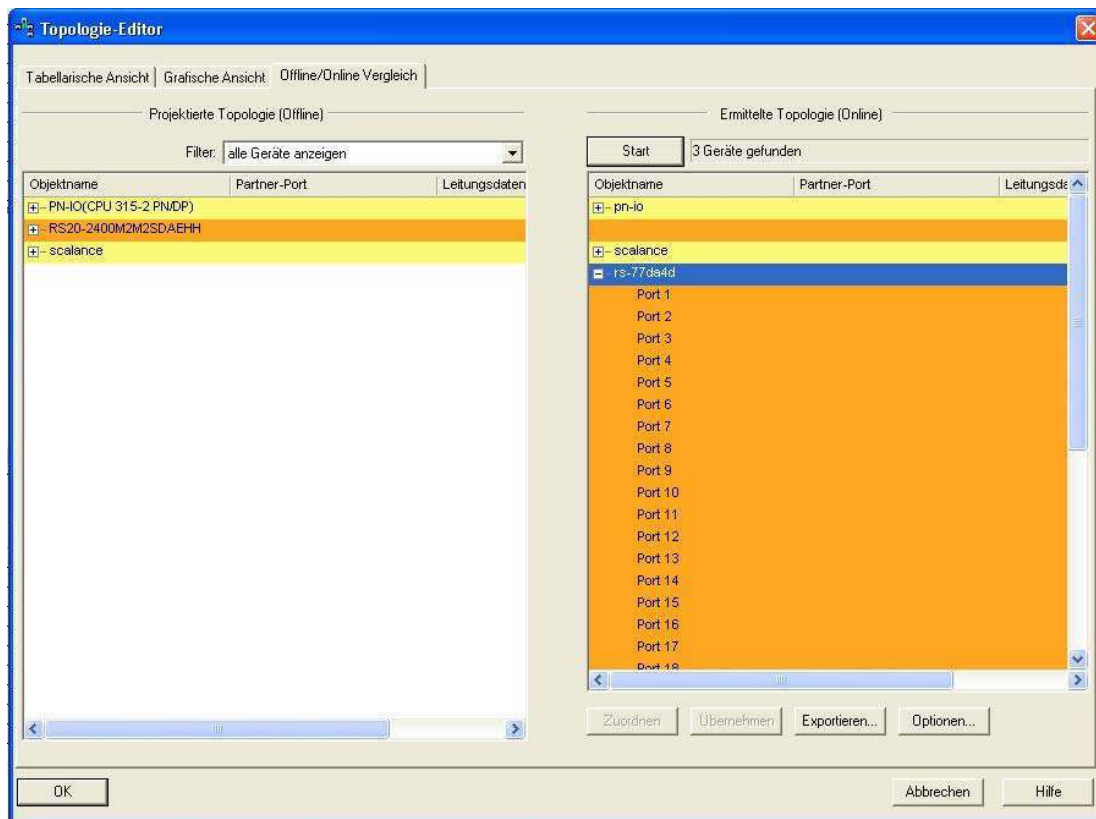 Topologie-Editor
Tabellarische Ansicht
Grafische Ansicht
Offline/Online Vergleich
Projektierte Topologie (Offline)
Filter: alle Geräte anzeigen
Objektname Partner-Port Leitungsdaten
PN-IO(CPU 315-2 PN/DP)
RS20-2400M2M2SDAEHH
scalance
Ermittelte Topologie (Online)
Start 3 Geräte gefunden
Objektname Partner-Port Leitungsda
pn-io
scalance
rs-77da4d
Port 1
Port 2
Port 3
Port 4
Port 5
Port 6
Port 7
Port 8
Port 9
Port 10
Port 11
Port 12
Port 13
Port 14
Port 15
Port 16
Port 17
Port 18
Zuordnen Übernehmen Exportieren... Optionen...
OK Abbrechen Hilfe